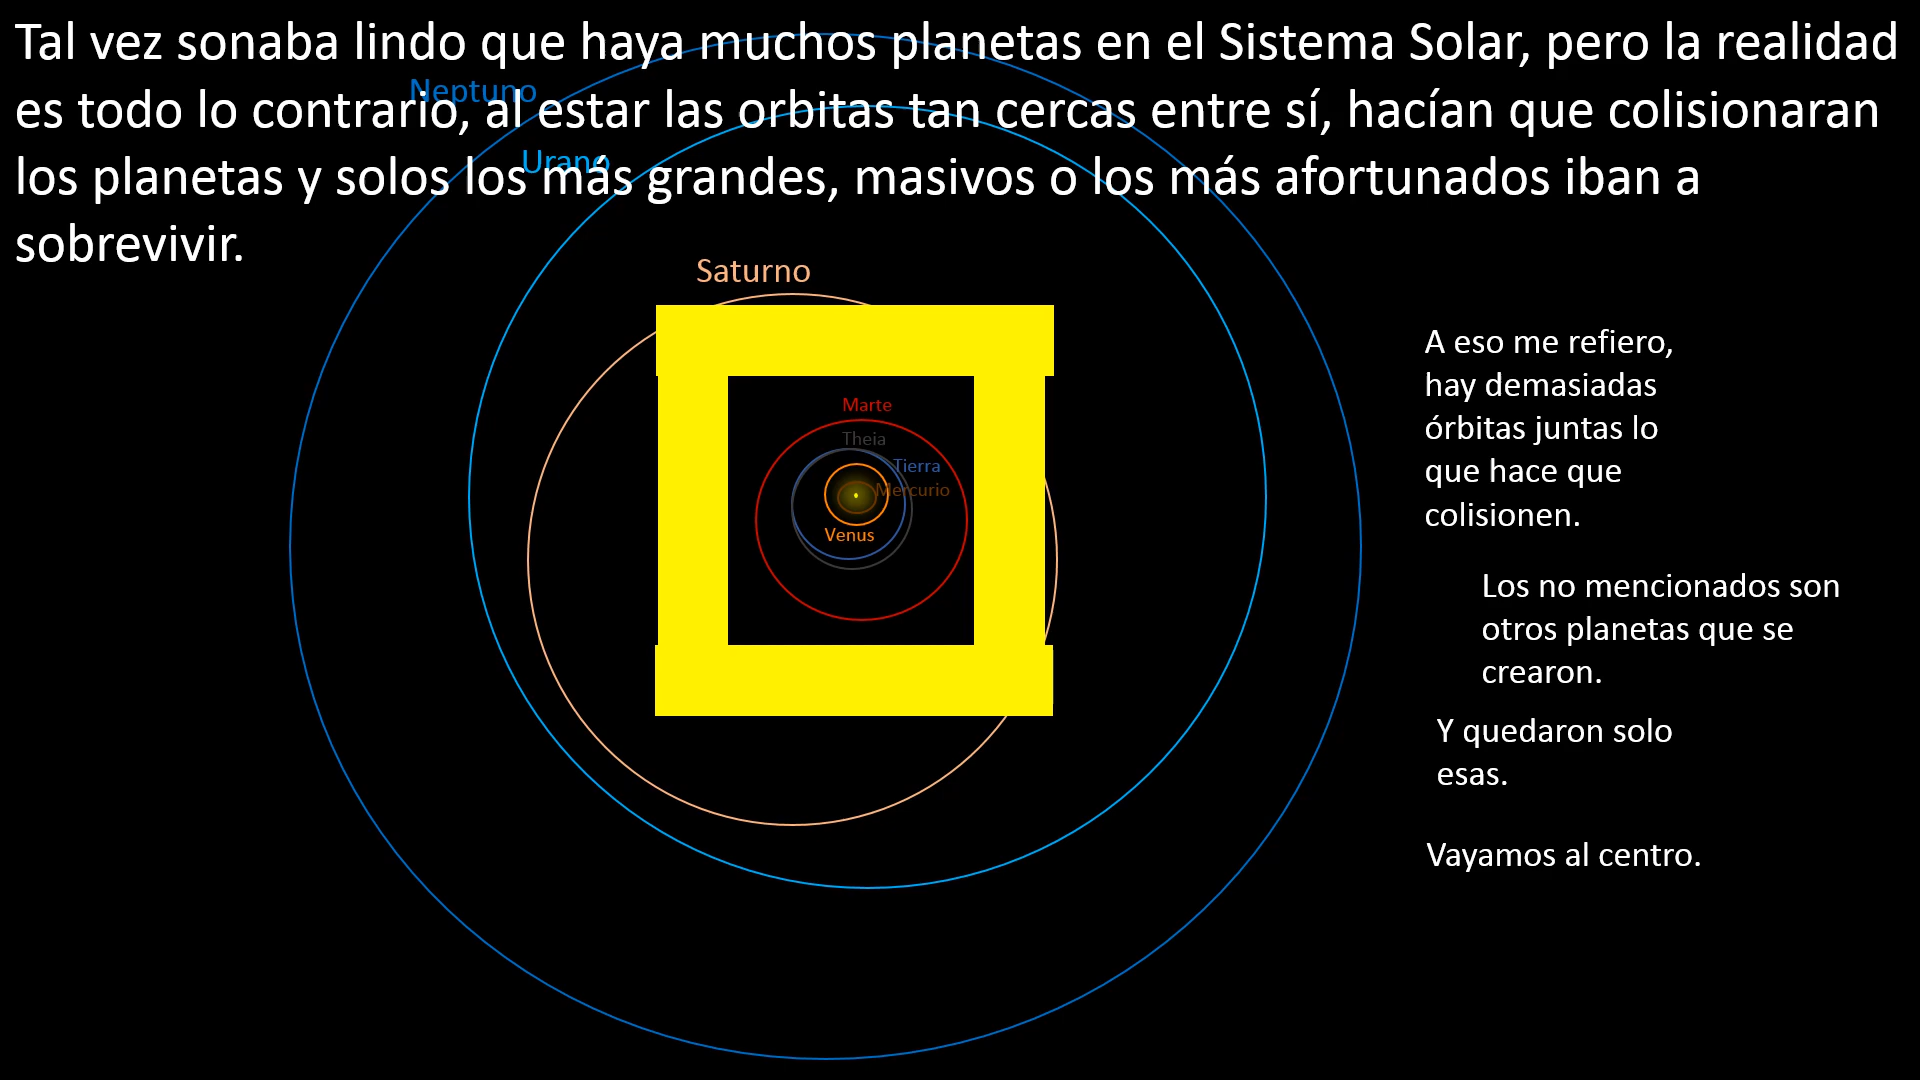 Tal vez sonaba lindo que haya muchos planetas en el Sistema Solar, pero la realidad
es todo lo contrario, al estar las orbitas tan cercas entre sí, hacían que colisionaran
los planetas y solos los más grandes, masivos o los más afortunados iban a
sobrevivir.
Neptuno
Urano
Saturno
Marte
Theia
Tierra
Mercurio
Venus
A eso me refiero,
hay demasiadas
órbitas juntas lo
que hace que
colisionen.
Los no mencionados son
otros planetas que se
crearon.
Y quedaron solo
esas.
Vayamos al centro.